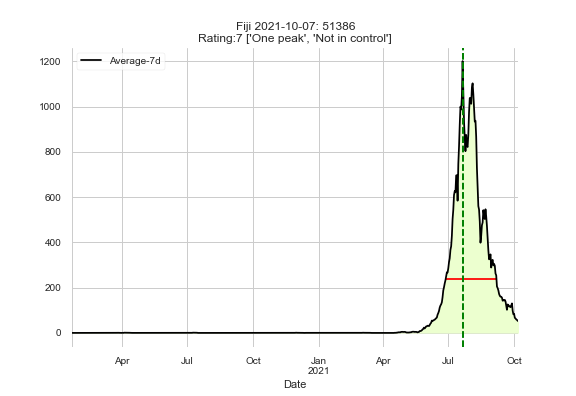 Fiji 2021-10-07: 51386
Rating:7 ['One peak', 'Not in control']
Average-7d
1200
1000
800
600
400
200
0
Apr Jul Oct Jan Apr Jul Oct
2021
Date